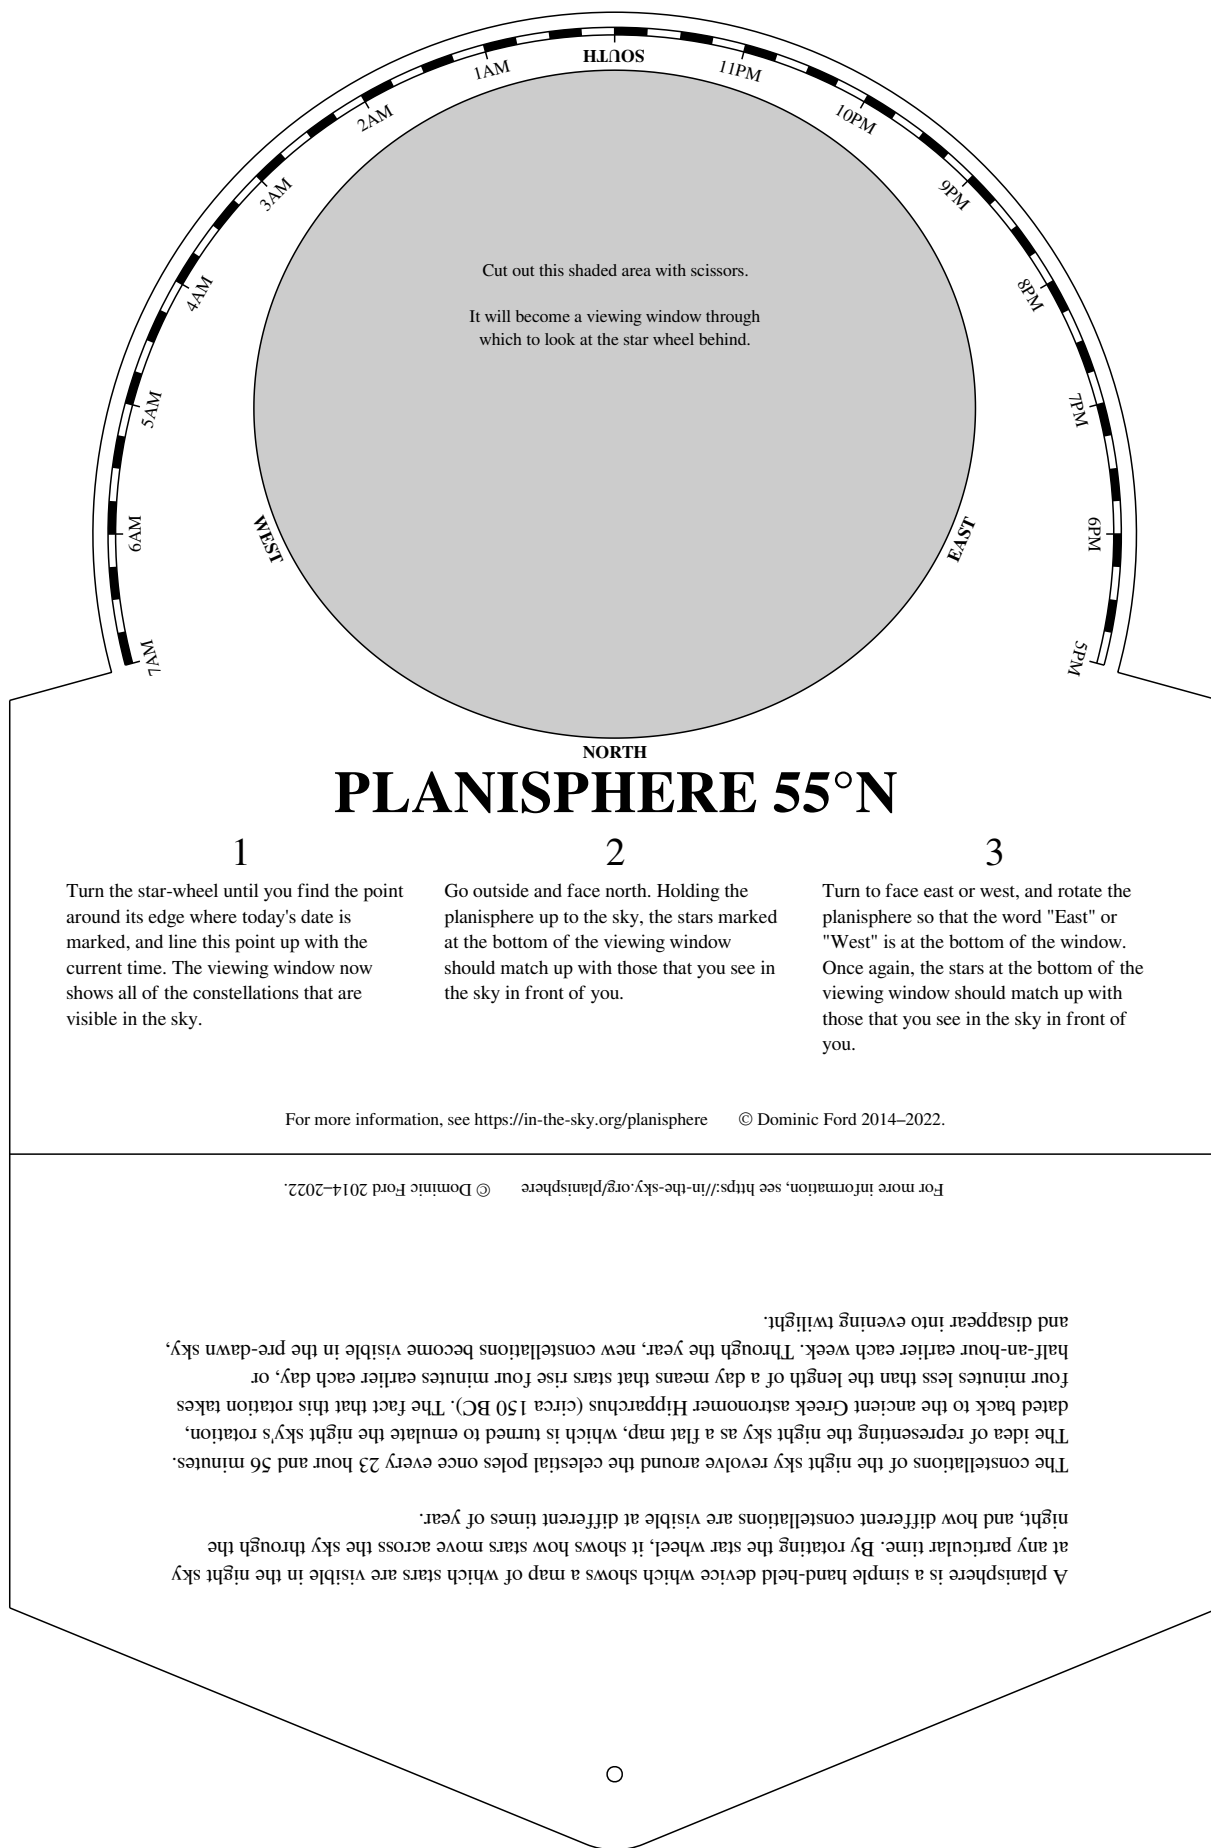 SOUTH
1AM
11PM
2AM
10PM
3AM
9PM
4AM
8PM
5AM
7PM
6AM
6PM
7AM
5PM
WEST
EAST
Cut out this shaded area with scissors.
It will become a viewing window through
which to look at the star wheel behind.
NORTH
PLANISPHERE 55°N
1
Turn the star-wheel until you find the point
around its edge where today's date is
marked, and line this point up with the
current time. The viewing window now
shows all of the constellations that are
visible in the sky.
2
Go outside and face north. Holding the
planisphere up to the sky, the stars marked
at the bottom of the viewing window
should match up with those that you see in
the sky in front of you.
3
Turn to face east or west, and rotate the
planisphere so that the word "East" or
"West" is at the bottom of the window.
Once again, the stars at the bottom of the
viewing window should match up with
those that you see in the sky in front of
you.
For more information, see https://in-the-sky.org/planisphere © Dominic Ford 2014–2022.
A planisphere is a simple hand-held device which shows a map of which stars are visible in the night sky
at any particular time. By rotating the star wheel, it shows how stars move across the sky through the
night, and how different constellations are visible at different times of year.
The constellations of the night sky revolve around the celestial poles once every 23 hour and 56 minutes.
The idea of representing the night sky as a flat map, which is turned to emulate the night sky's rotation,
dated back to the ancient Greek astronomer Hipparchus (circa 150 BC). The fact that this rotation takes
four minutes less than the length of a day means that stars rise four minutes earlier each day, or
half-an-hour earlier each week. Through the year, new constellations become visible in the pre-dawn sky,
and disappear into evening twilight.
For more information, see https://in-the-sky.org/planisphere © Dominic Ford 2014–2022.